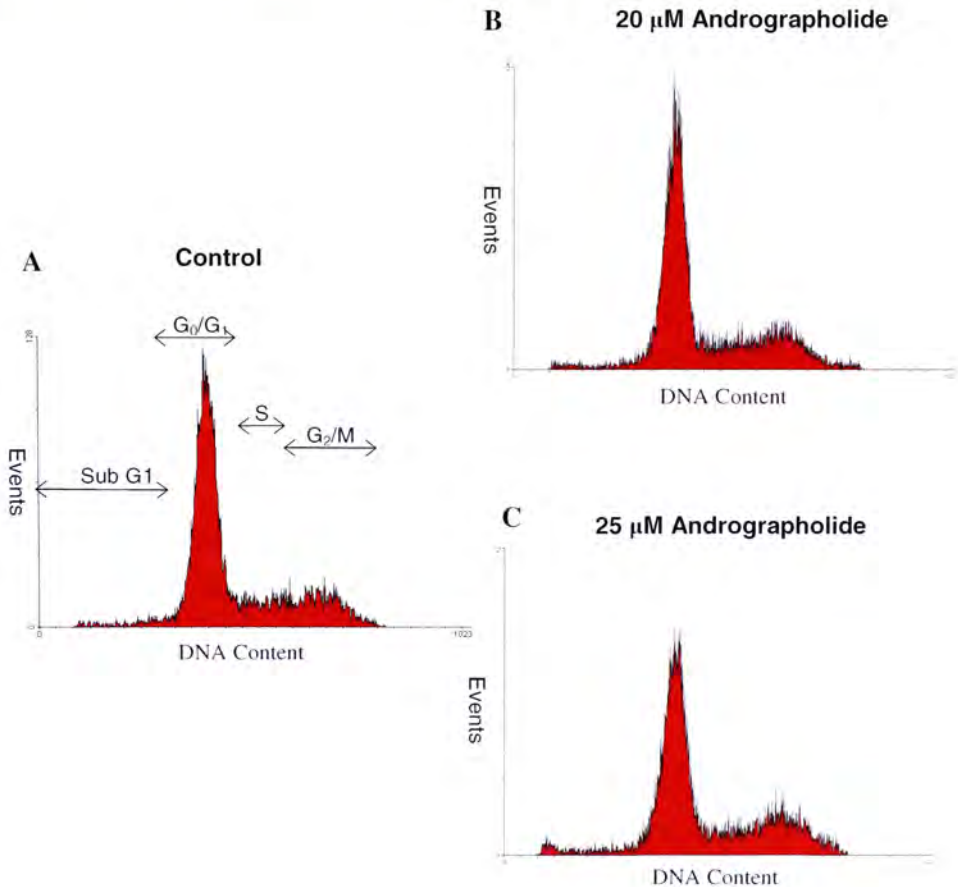 A
Control
G₀/G₁
S
G₂/M
Sub G1
Events
0
1023
DNA Content
B
20 μM Andrographolide
Events
DNA Content
C
25 μM Andrographolide
Events
DNA Content